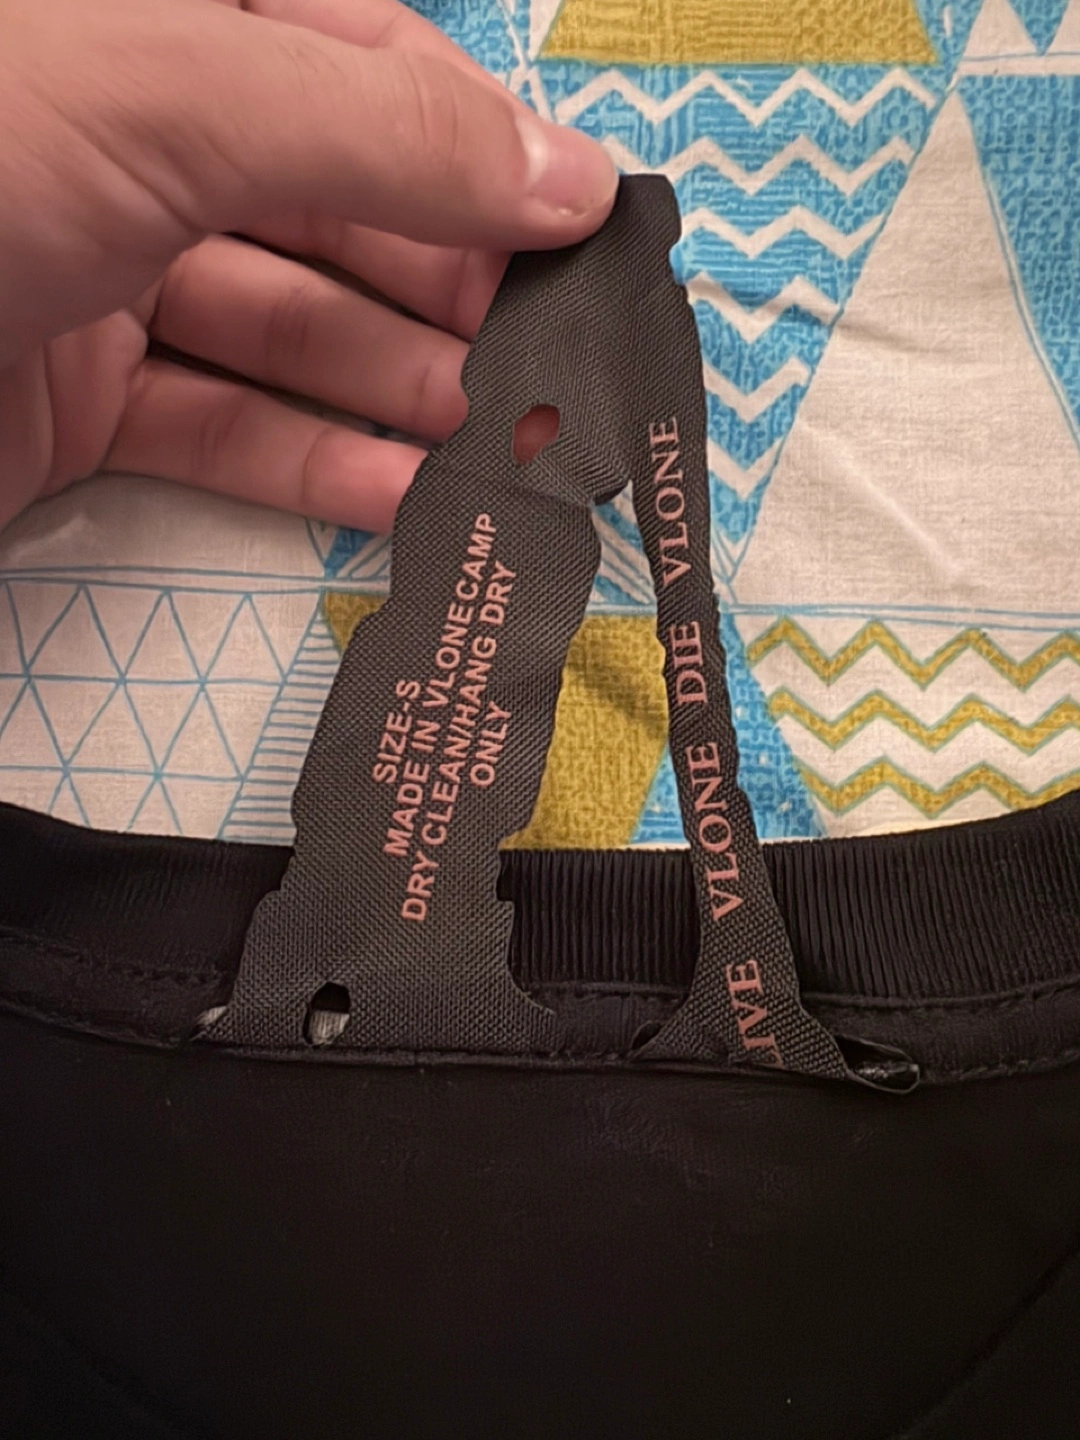 SIZE-S
MADE IN VLONE CAMP
DRY CLEAN/HANG DRY
ONLY
LIVE VLONE DIE VLONE